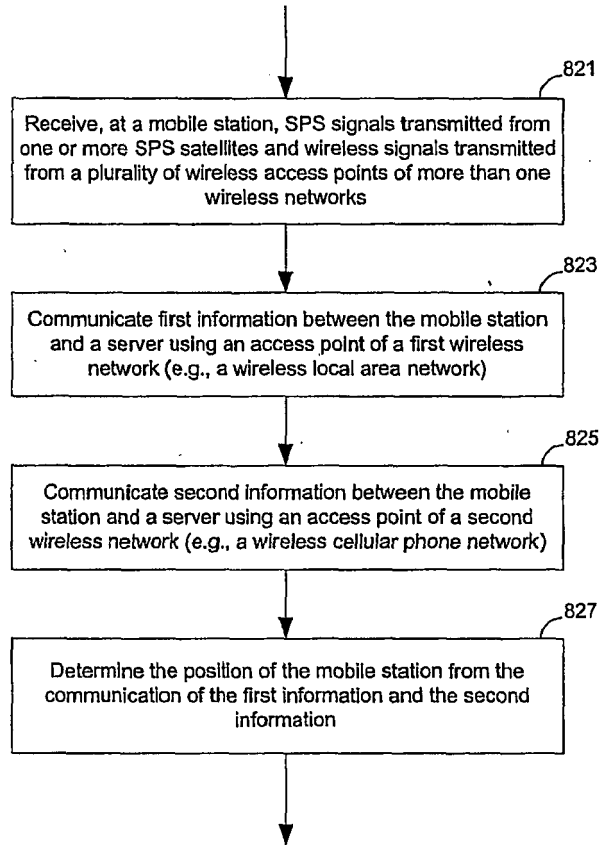 821
Receive, at a mobile station, SPS signals transmitted from
one or more SPS satellites and wireless signals transmitted
from a plurality of wireless access points of more than one
wireless networks
823
Communicate first information between the mobile station
and a server using an access point of a first wireless
network (e.g., a wireless local area network)
825
Communicate second information between the mobile
station and a server using an access point of a second
wireless network (e.g., a wireless cellular phone network)
827
Determine the position of the mobile station from the
communication of the first information and the second
information